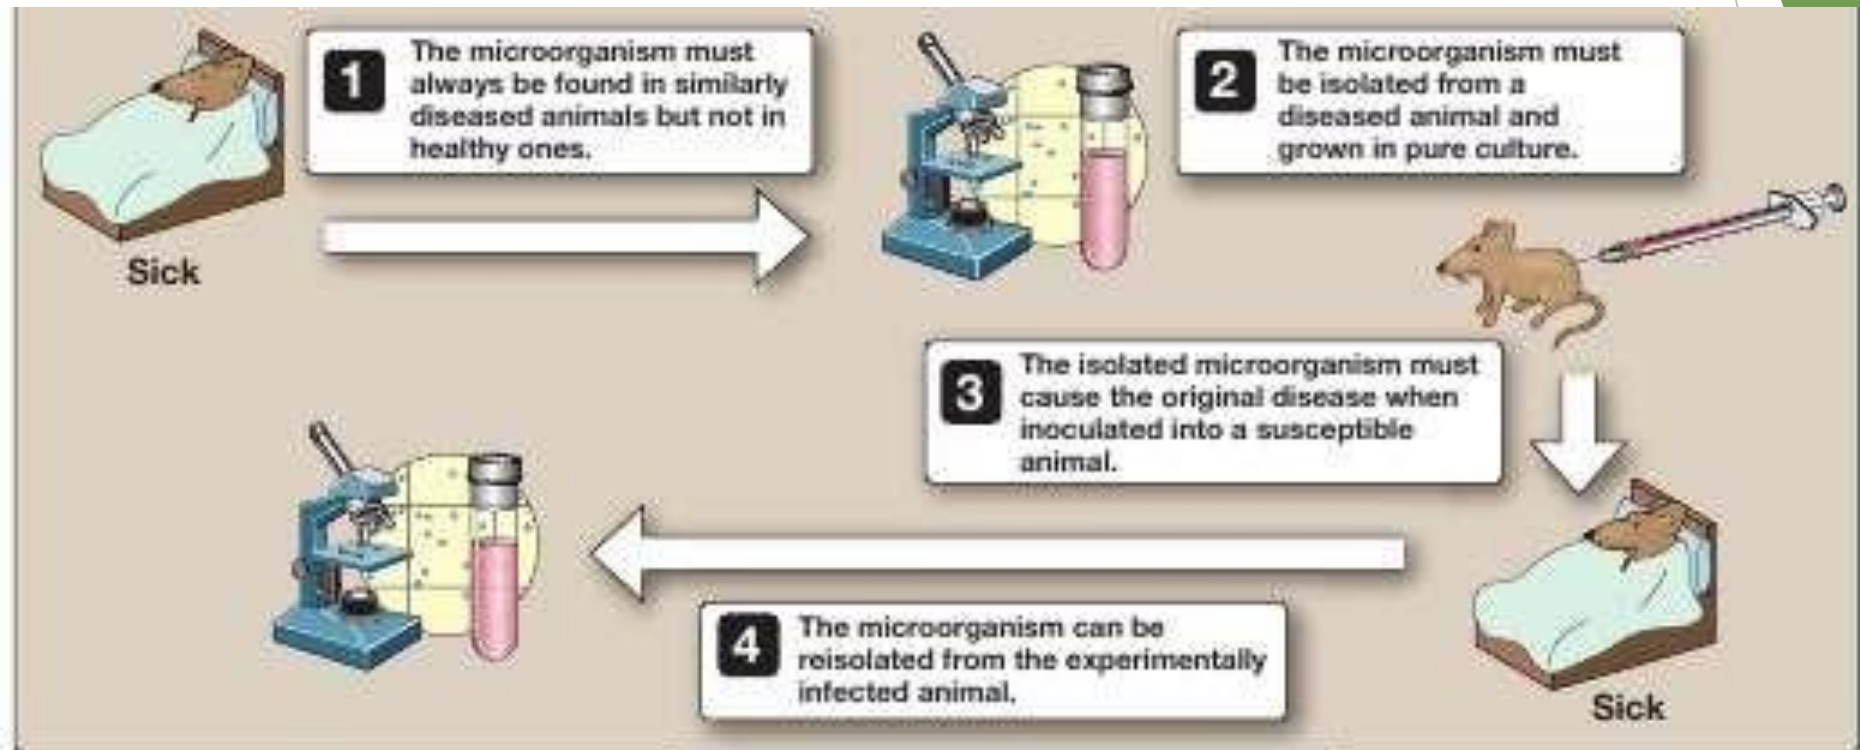 1
The microorganism must
always be found in similarly
diseased animals but not in
healthy ones.
2
The microorganism must
be isolated from a
diseased animal and
grown in pure culture.
Sick
3
The isolated microorganism must
cause the original disease when
inoculated into a susceptible
animal.
4
The microorganism can be
reisolated from the experimentally
infected animal.
Sick